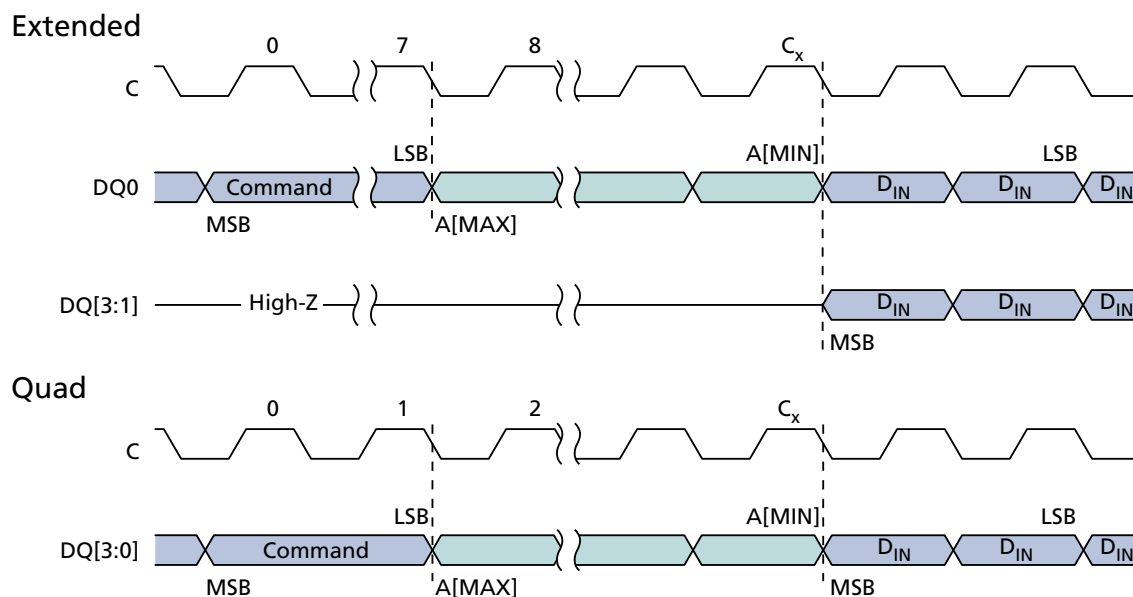 Extended
0 7 8 Cx
C
LSB A[MIN] LSB
DQ0 Command DIN DIN DIN
MSB A[MAX]
DQ[3:1] High-Z DIN DIN DIN
MSB
Quad
0 1 2 Cx
C
LSB A[MIN] LSB
DQ[3:0] Command DIN DIN DIN
MSB A[MAX] MSB